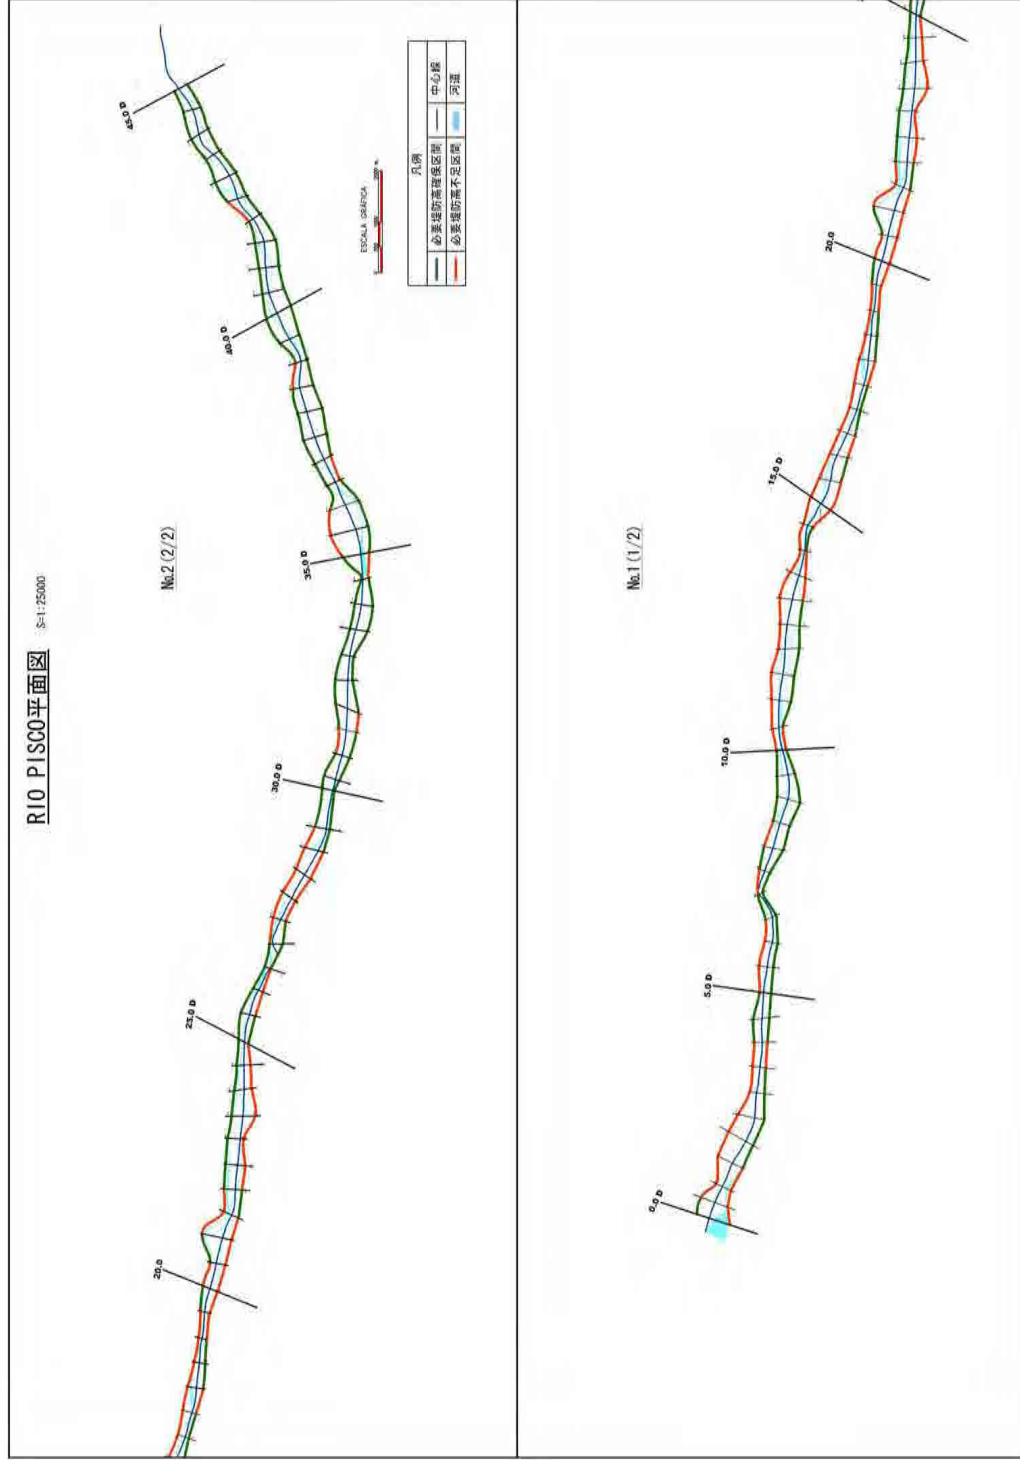 RIO PISCO平面図 S=1:25000
No.2 (2/2)
45.0 D
40.0 D
35.0 D
30.0 D
25.0 D
20.0
ESCALA GRAFICA
凡例
必要堤防高確保区間
中心線
必要堤防高不足区間
河道
No.1 (1/2)
20.0
15.0 D
10.0 D
5.0 D
0.0 D